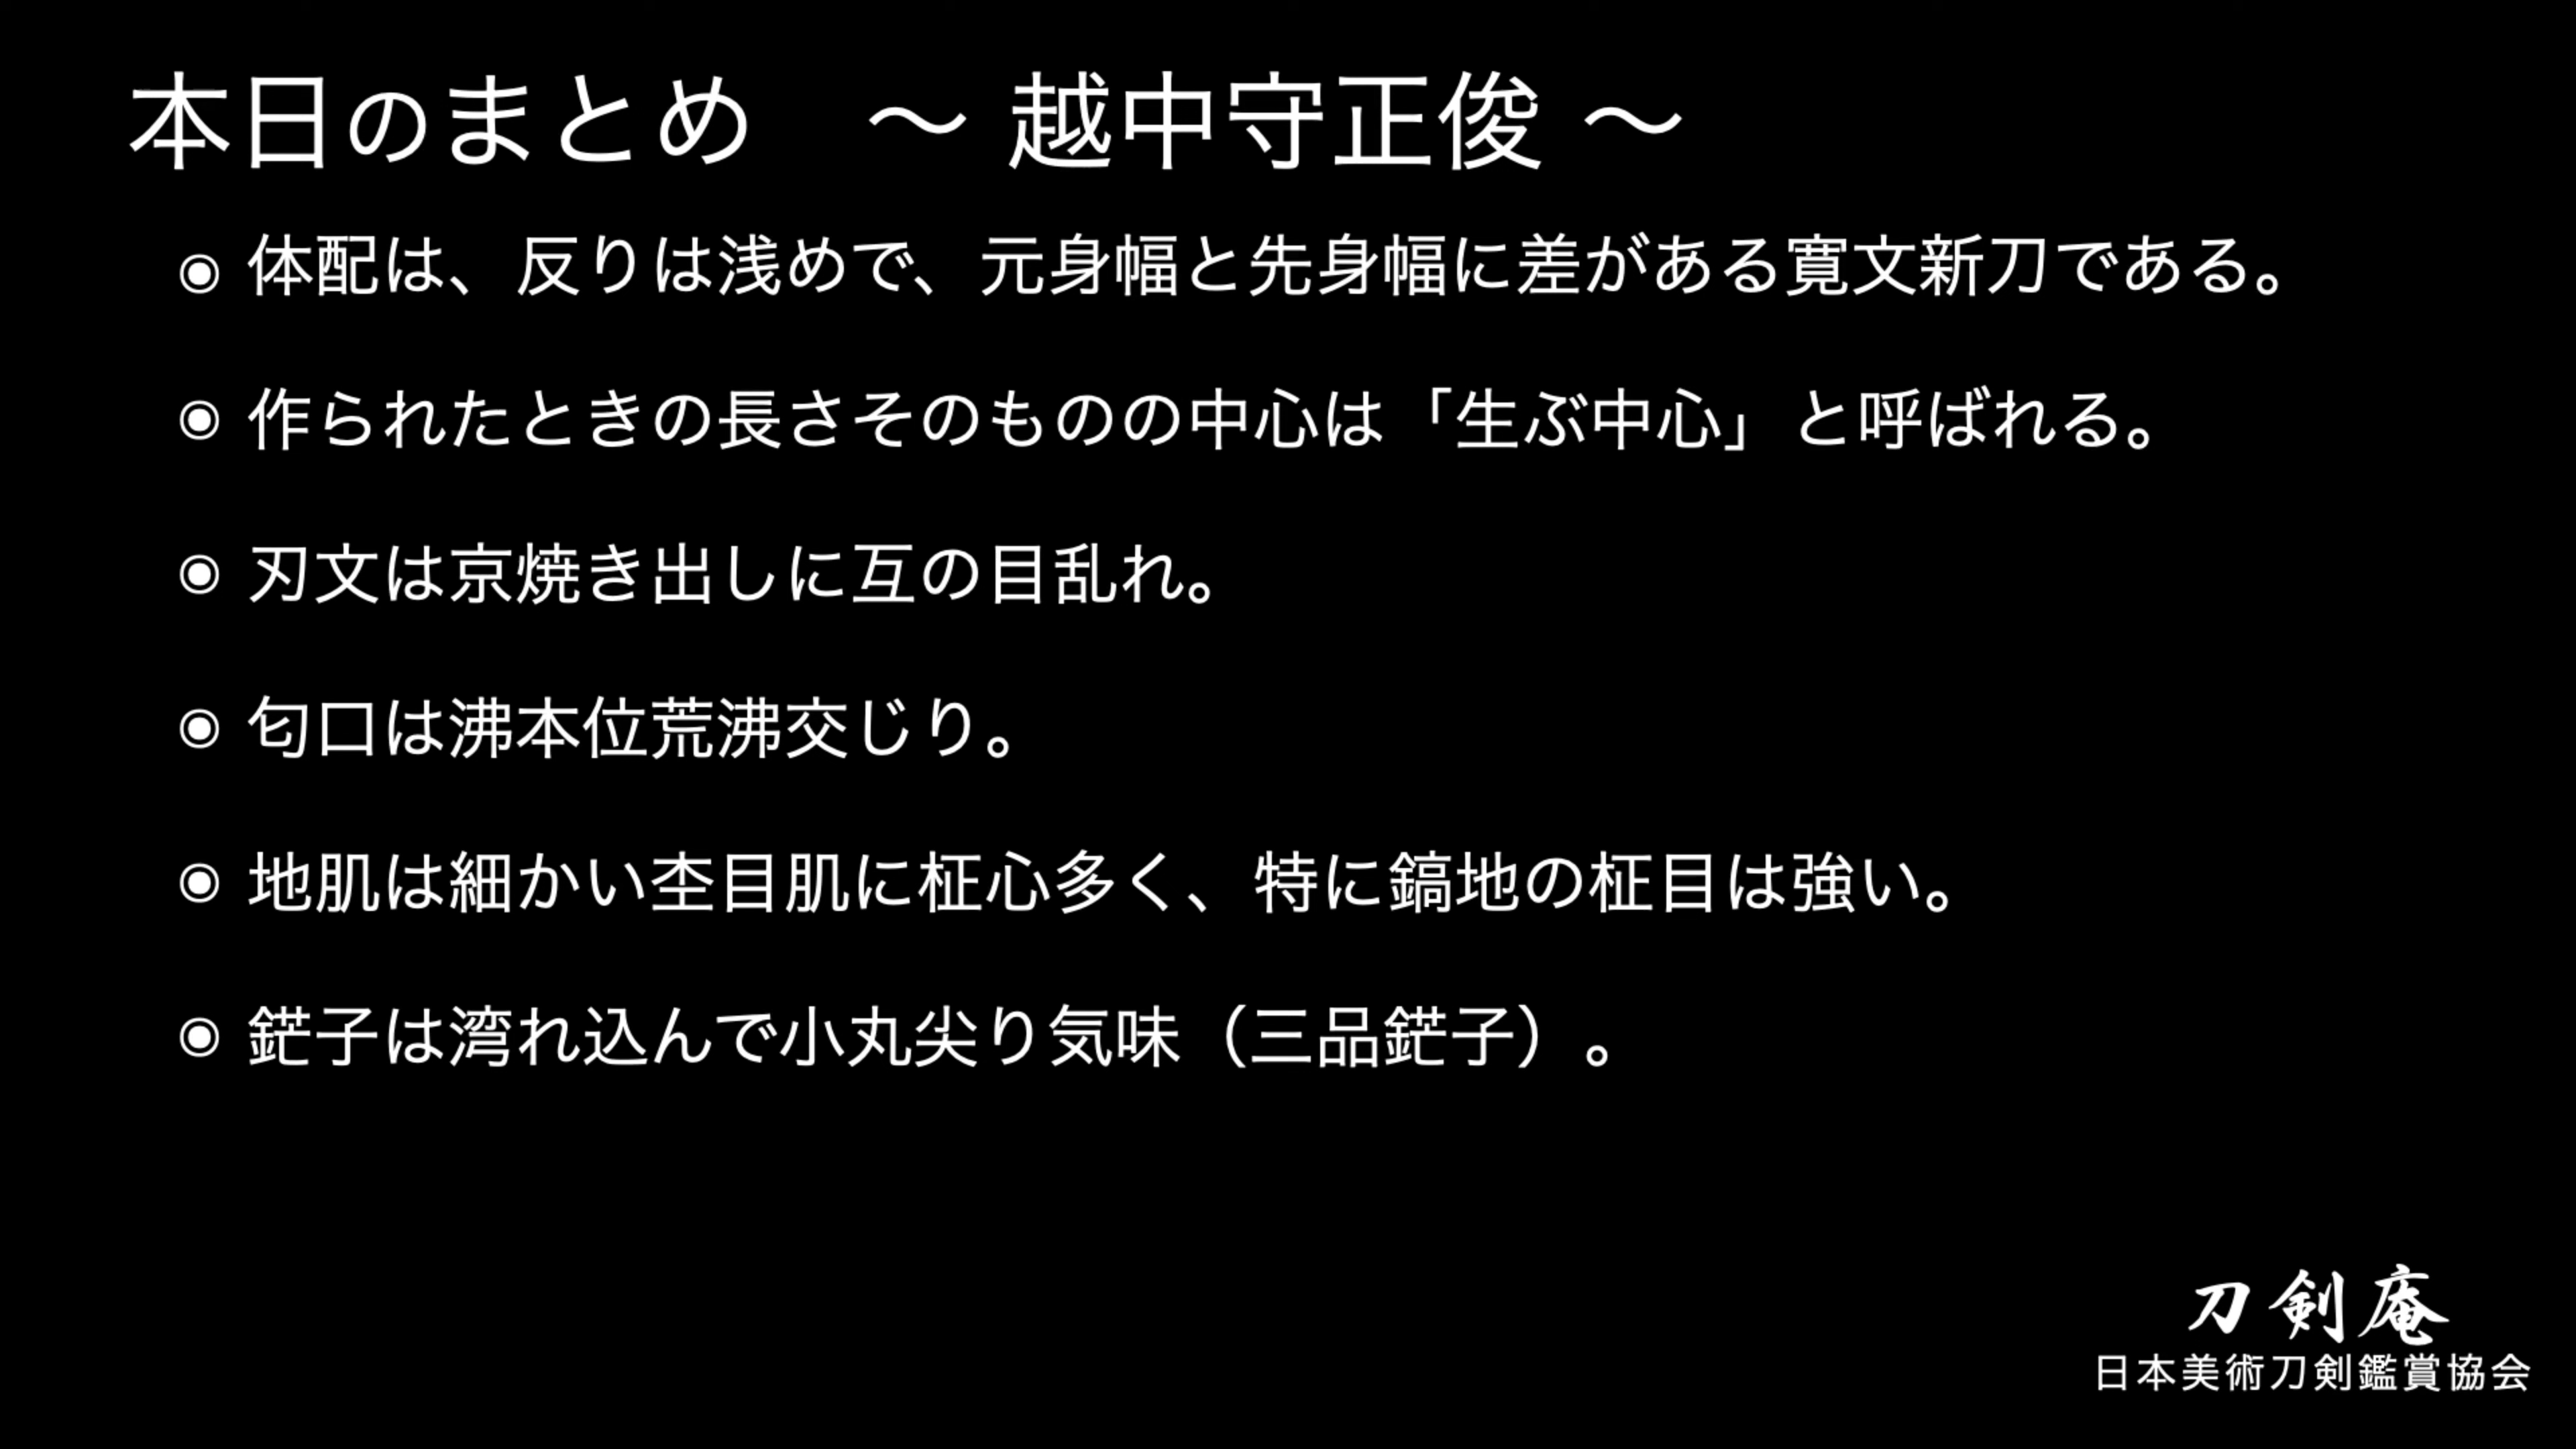 本日のまとめ　～ 越中守正俊 ～
◉ 体配は、反りは浅めで、元身幅と先身幅に差がある寛文新刀である。
◉ 作られたときの長さそのものの中心は「生ぶ中心」と呼ばれる。
◉ 刃文は京焼き出しに互の目乱れ。
◉ 匂口は沸本位荒沸交じり。
◉ 地肌は細かい杢目肌に柾心多く、特に鎬地の柾目は強い。
◉ 鋩子は湾れ込んで小丸尖り気味（三品鋩子）。
刀剣庵
日本美術刀剣鑑賞協会